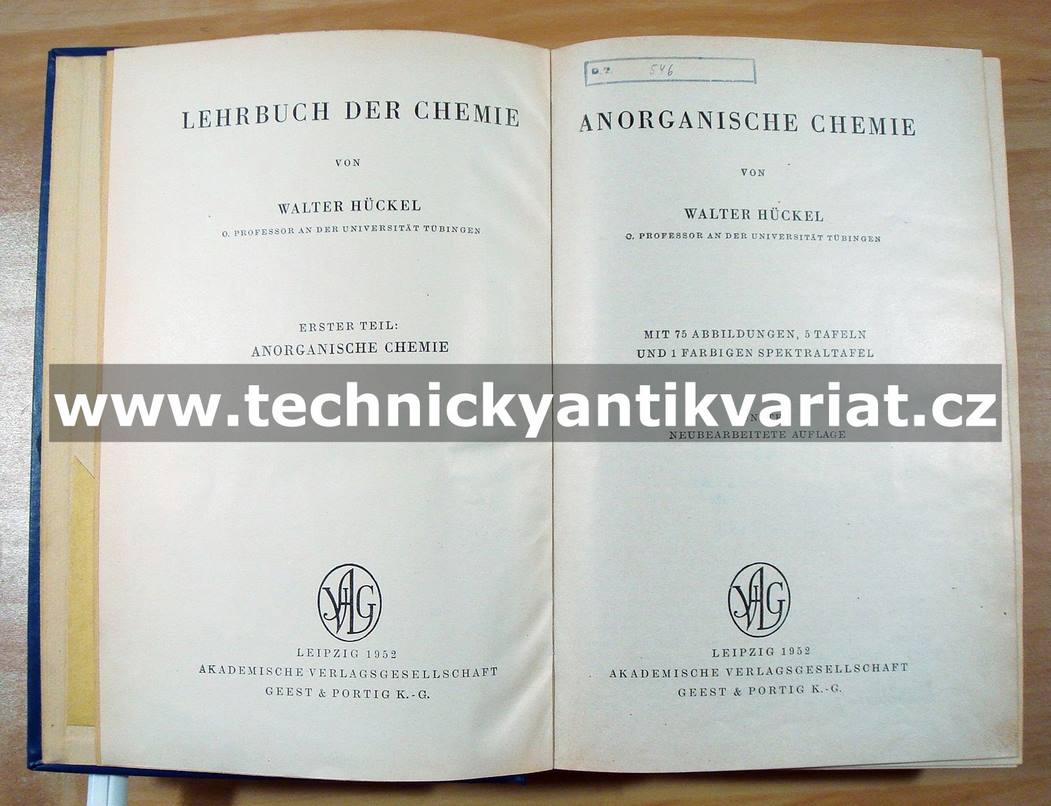 LEHRBUCH DER CHEMIE
VON
WALTER HÜCKEL
O. PROFESSOR AN DER UNIVERSITÄT TÜBINGEN
ERSTER TEIL:
ANORGANISCHE CHEMIE
LEIPZIG 1952
AKADEMISCHE VERLAGSGESELLSCHAFT
GEEST & PORTIG K.-G.
546
ANORGANISCHE CHEMIE
VON
WALTER HÜCKEL
O. PROFESSOR AN DER UNIVERSITÄT TÜBINGEN
MIT 75 ABBILDUNGEN, 5 TAFELN
UND 1 FARBIGEN SPEKTRALTAFEL
NEUBEARBEITETE AUFLAGE
LEIPZIG 1952
AKADEMISCHE VERLAGSGESELLSCHAFT
GEEST & PORTIG K.-G.
www.technickyantikvariat.cz